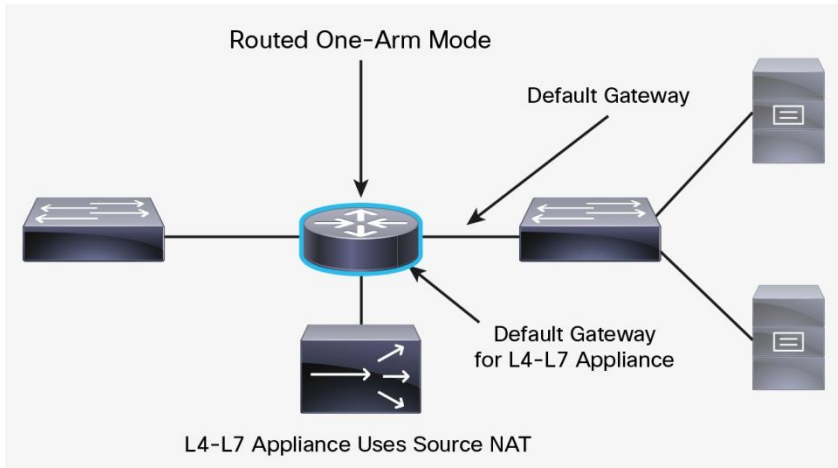 Routed One-Arm Mode
Default Gateway
Default Gateway
for L4-L7 Appliance
L4-L7 Appliance Uses Source NAT